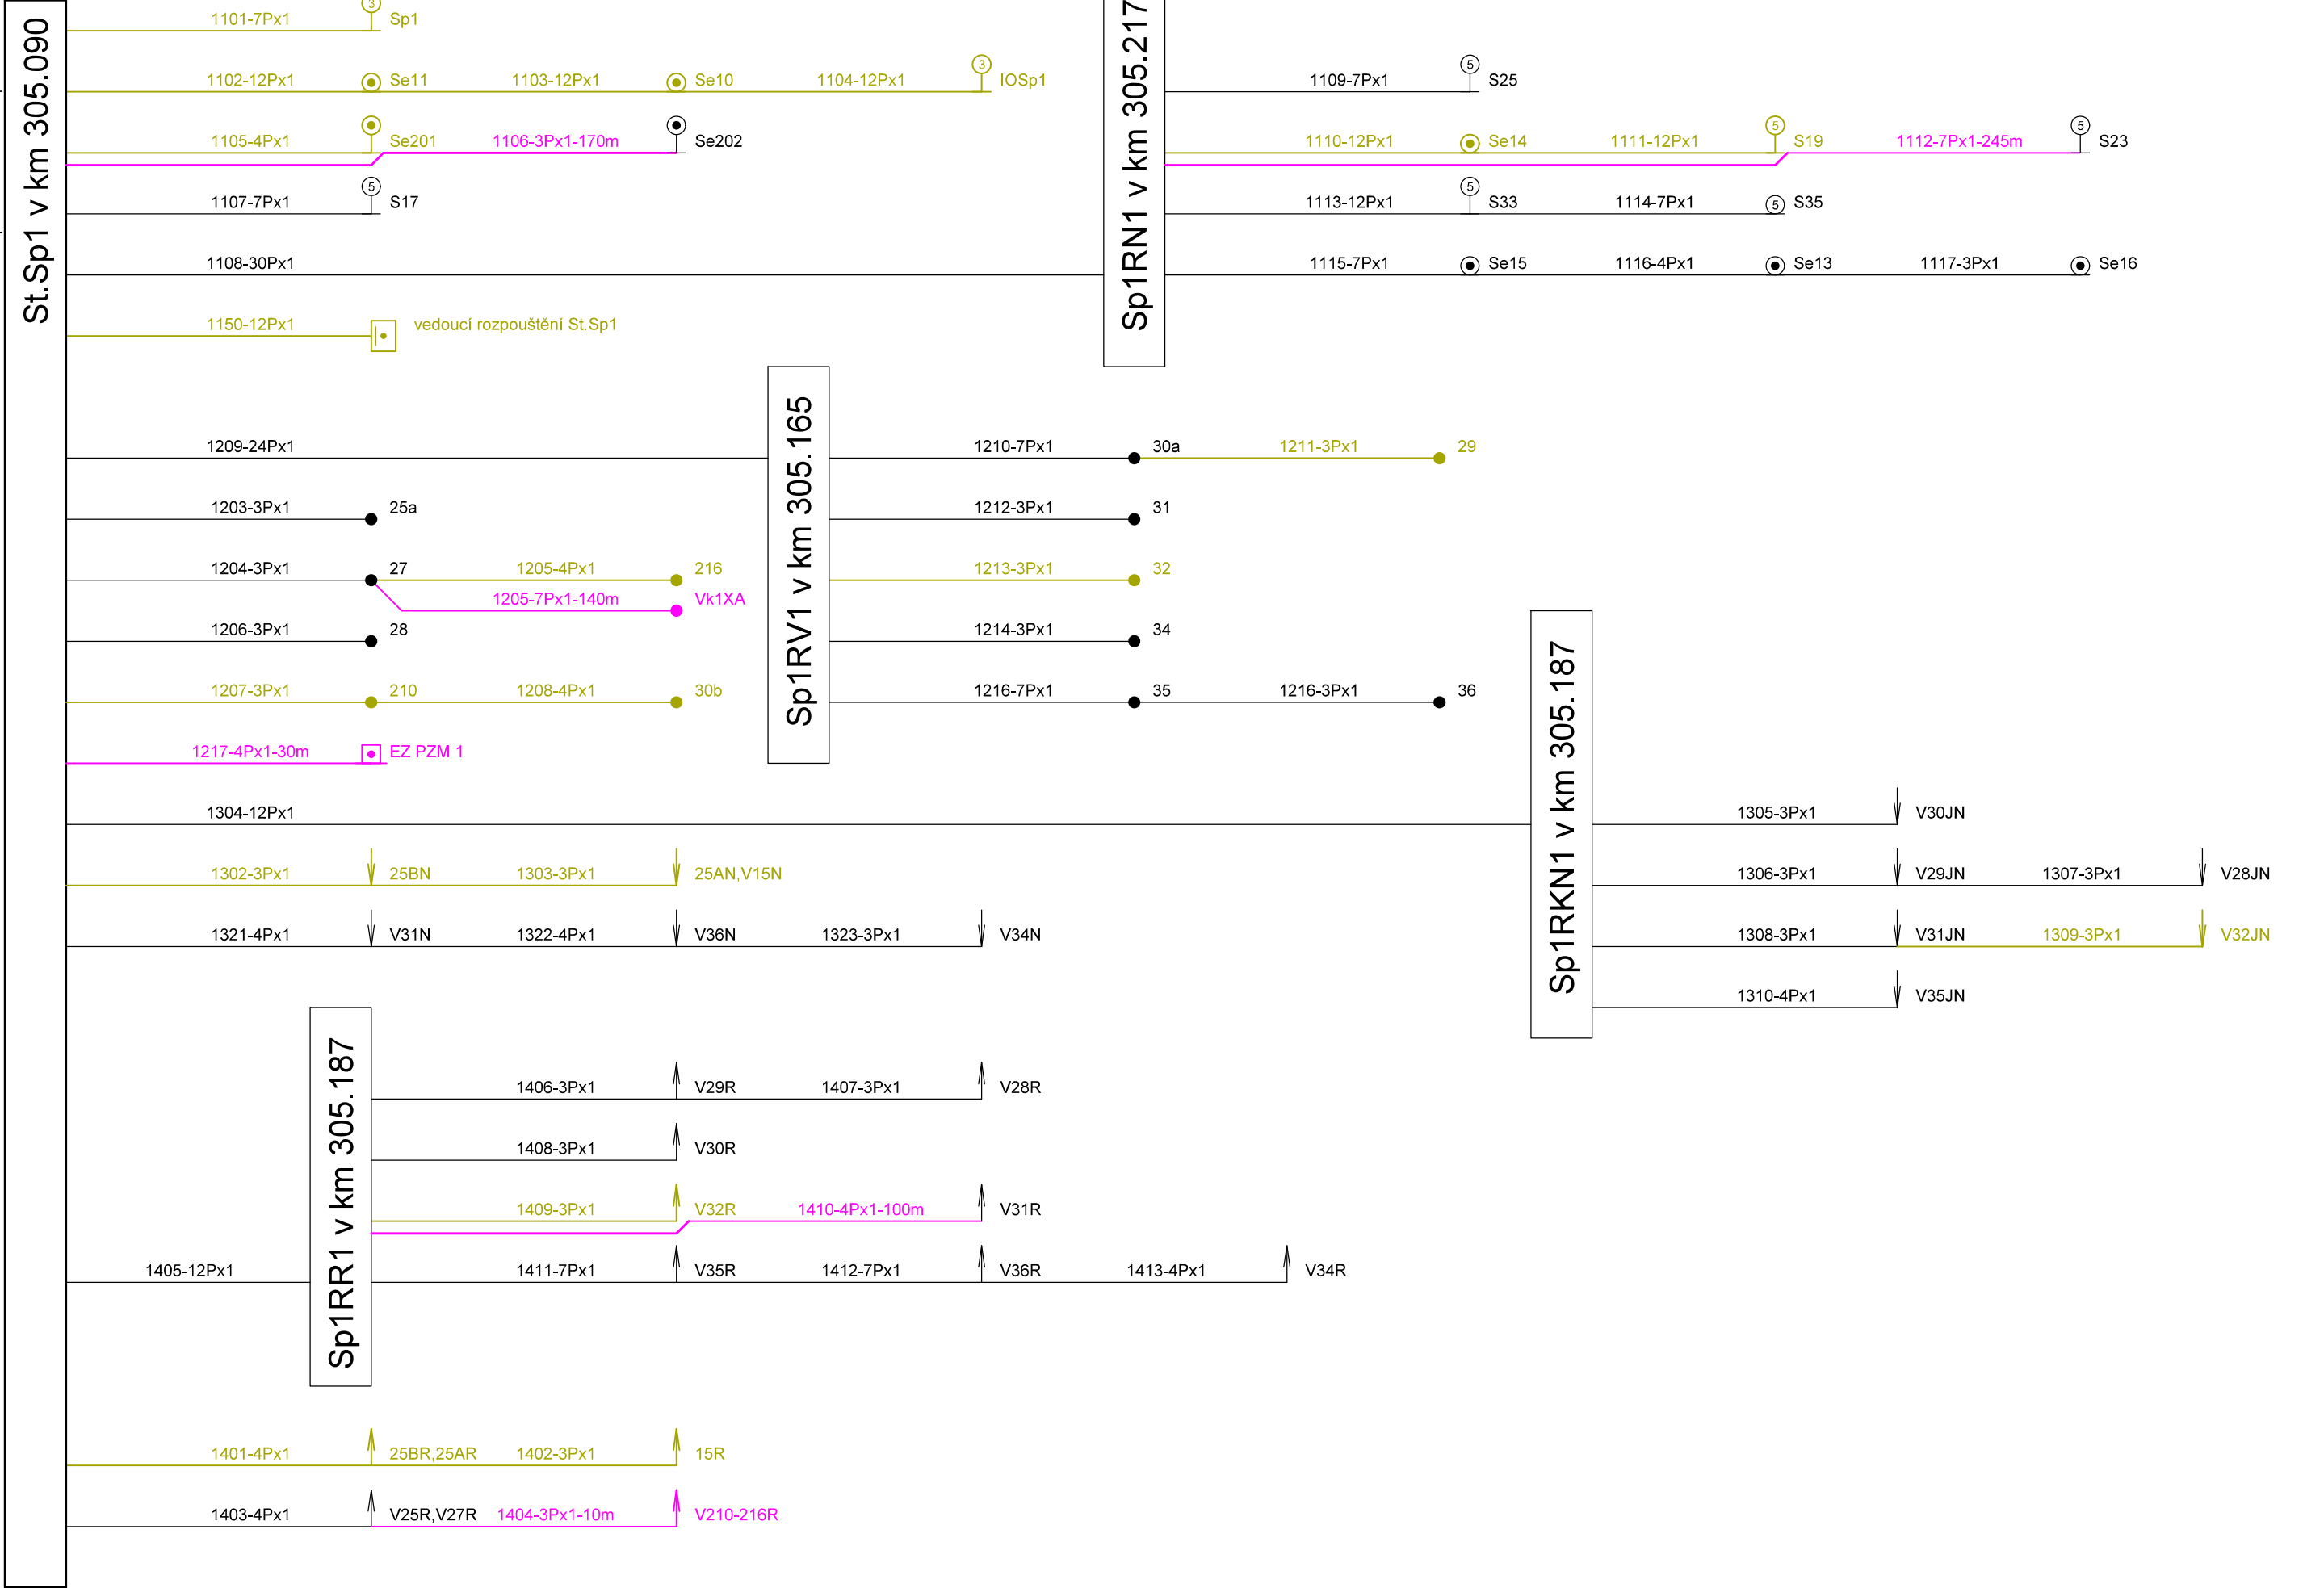 St.Sp1 v km 305.090
1101-7Px1 3 Sp1
1102-12Px1 Se11 1103-12Px1 Se10 1104-12Px1 3 IOSp1
1105-4Px1 Se201 1106-3Px1-170m Se202
1107-7Px1 5 S17
1108-30Px1
1150-12Px1 vedoucí rozpouštění St.Sp1
Sp1RN1 v km 305.217
1109-7Px1 5 S25
1110-12Px1 Se14 1111-12Px1 5 S19 1112-7Px1-245m 5 S23
1113-12Px1 5 S33 1114-7Px1 5 S35
1115-7Px1 Se15 1116-4Px1 Se13 1117-3Px1 Se16
1209-24Px1
1203-3Px1 25a
1204-3Px1 27 1205-4Px1 216
1205-7Px1-140m Vk1XA
1206-3Px1 28
1207-3Px1 210 1208-4Px1 30b
1217-4Px1-30m EZ PZM 1
Sp1RV1 v km 305.165
1210-7Px1 30a 1211-3Px1 29
1212-3Px1 31
1213-3Px1 32
1214-3Px1 34
1216-7Px1 35 1216-3Px1 36
1304-12Px1
1302-3Px1 25BN 1303-3Px1 25AN,V15N
1321-4Px1 V31N 1322-4Px1 V36N 1323-3Px1 V34N
Sp1RKN1 v km 305.187
1305-3Px1 V30JN
1306-3Px1 V29JN 1307-3Px1 V28JN
1308-3Px1 V31JN 1309-3Px1 V32JN
1310-4Px1 V35JN
1405-12Px1
Sp1RR1 v km 305.187
1406-3Px1 V29R 1407-3Px1 V28R
1408-3Px1 V30R
1409-3Px1 V32R 1410-4Px1-100m V31R
1411-7Px1 V35R 1412-7Px1 V36R 1413-4Px1 V34R
1401-4Px1 25BR,25AR 1402-3Px1 15R
1403-4Px1 V25R,V27R 1404-3Px1-10m V210-216R